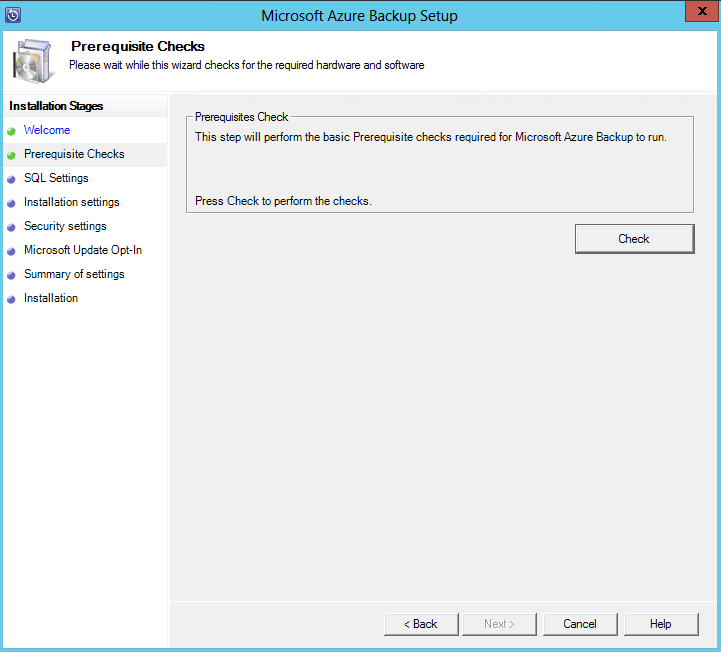 Microsoft Azure Backup Setup
X
Prerequisite Checks
Please wait while this wizard checks for the required hardware and software
Installation Stages
Welcome
Prerequisite Checks
SQL Settings
Installation settings
Security settings
Microsoft Update Opt-In
Summary of settings
Installation
Prerequisites Check
This step will perform the basic Prerequisite checks required for Microsoft Azure Backup to run.
Press Check to perform the checks.
Check
< Back
Next >
Cancel
Help